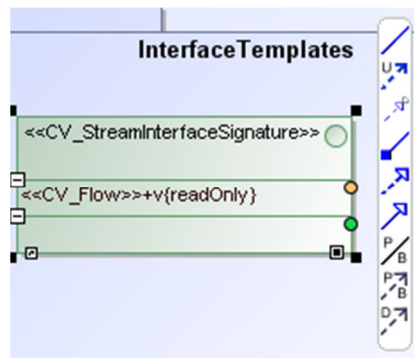 InterfaceTemplates
<<CV_StreamInterfaceSignature>>
<<CV_Flow>>+v{readOnly}
U
P
P
B
P
B
D